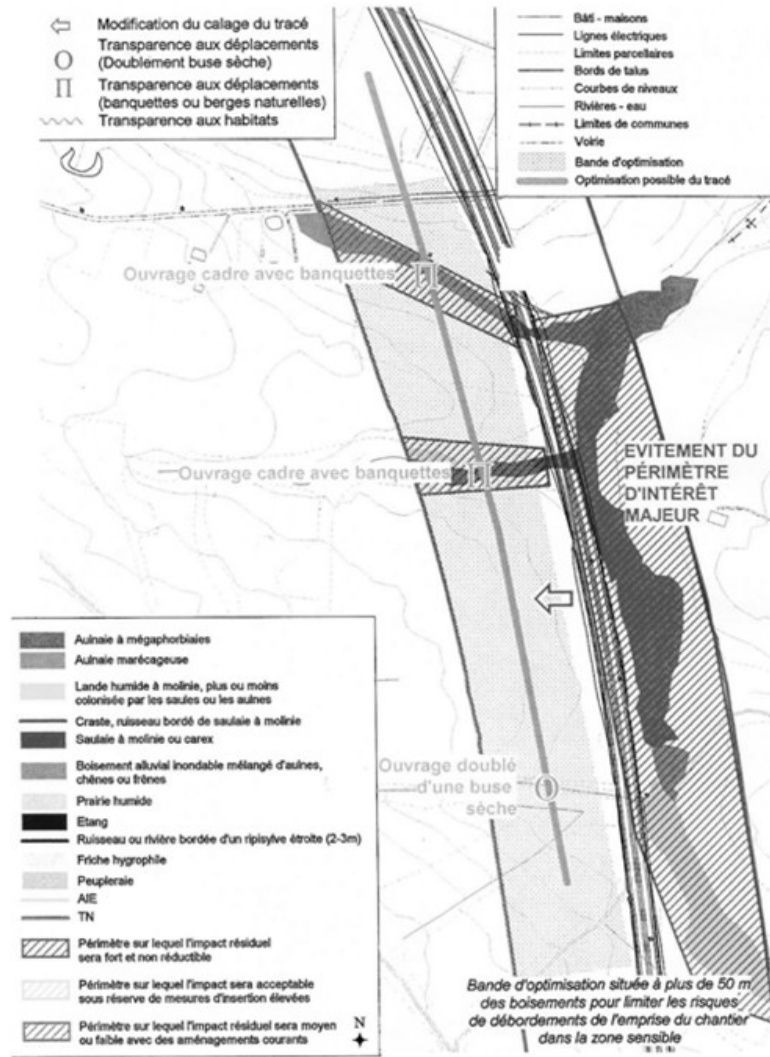 Modification du calage du tracé
Transparence aux déplacements
(Doublement buse sèche)
Transparence aux déplacements
(banquettes ou berges naturelles)
Transparence aux habitats
Bâti - maisons
Lignes électriques
Limites parcellaires
Bords de talus
Courbes de niveaux
Rivières - eau
Limites de communes
Voirie
Bande d'optimisation
Optimisation possible du tracé
Ouvrage cadre avec banquettes
Ouvrage cadre avec banquettes
EVITEMENT DU
PÉRIMÈTRE
D'INTÉRÊT
MAJEUR
Ouvrage doublé
d'une buse
sèche
Aulnaie à mégaphorbiaies
Aulnaie marécageuse
Lande humide à molinie, plus ou moins
colonisée par les saules ou les aulnes
Craste, ruisseau bordé de saulaie à molinie
Saulaie à molinie ou carex
Boisement alluvial inondable mélangé d'aulnes,
chênes ou frênes
Prairie humide
Etang
Ruisseau ou rivière bordée d'un ripisylve étroite (2-3m)
Friche hygrophile
Peupleraie
AIE
TN
Périmètre sur lequel l'impact résiduel
sera fort et non réductible
Périmètre sur lequel l'impact sera acceptable
sous réserve de mesures d'insertion élevées
Périmètre sur lequel l'impact résiduel sera moyen
ou faible avec des aménagements courants
N
Bande d'optimisation située à plus de 50 m
des boisements pour limiter les risques
de débordements de l'emprise du chantier
dans la zone sensible